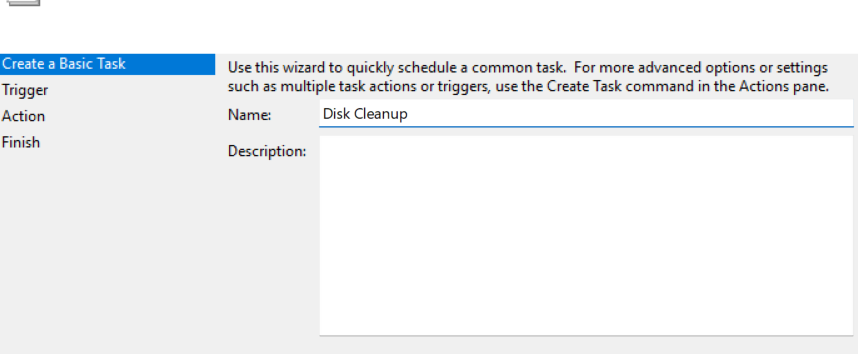 Create a Basic Task
Use this wizard to quickly schedule a common task.  For more advanced options or settings
such as multiple task actions or triggers, use the Create Task command in the Actions pane.
Trigger
Action
Finish
Name:
Disk Cleanup
Description: